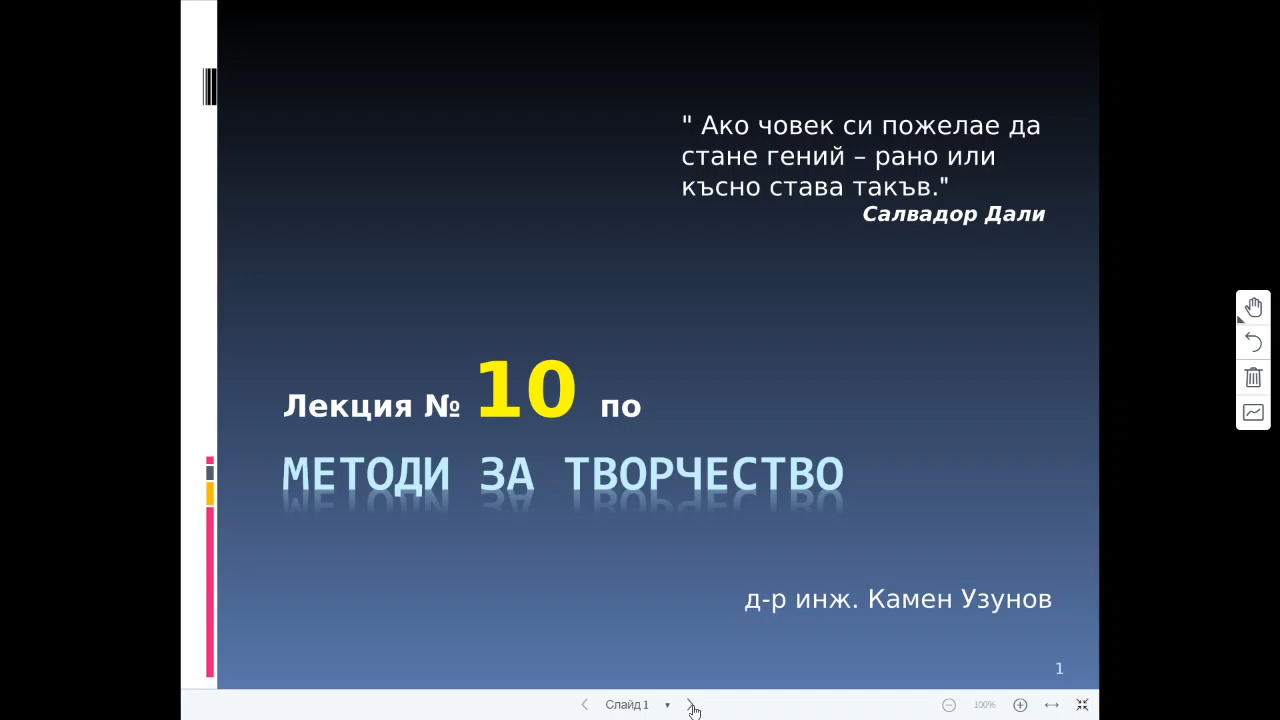 " Ако човек си пожелае да
стане гений – рано или
късно става такъв."
Салвадор Дали
Лекция № 10 по
МЕТОДИ ЗА ТВОРЧЕСТВО
д-р инж. Камен Узунов
1
Слайд 1
100%